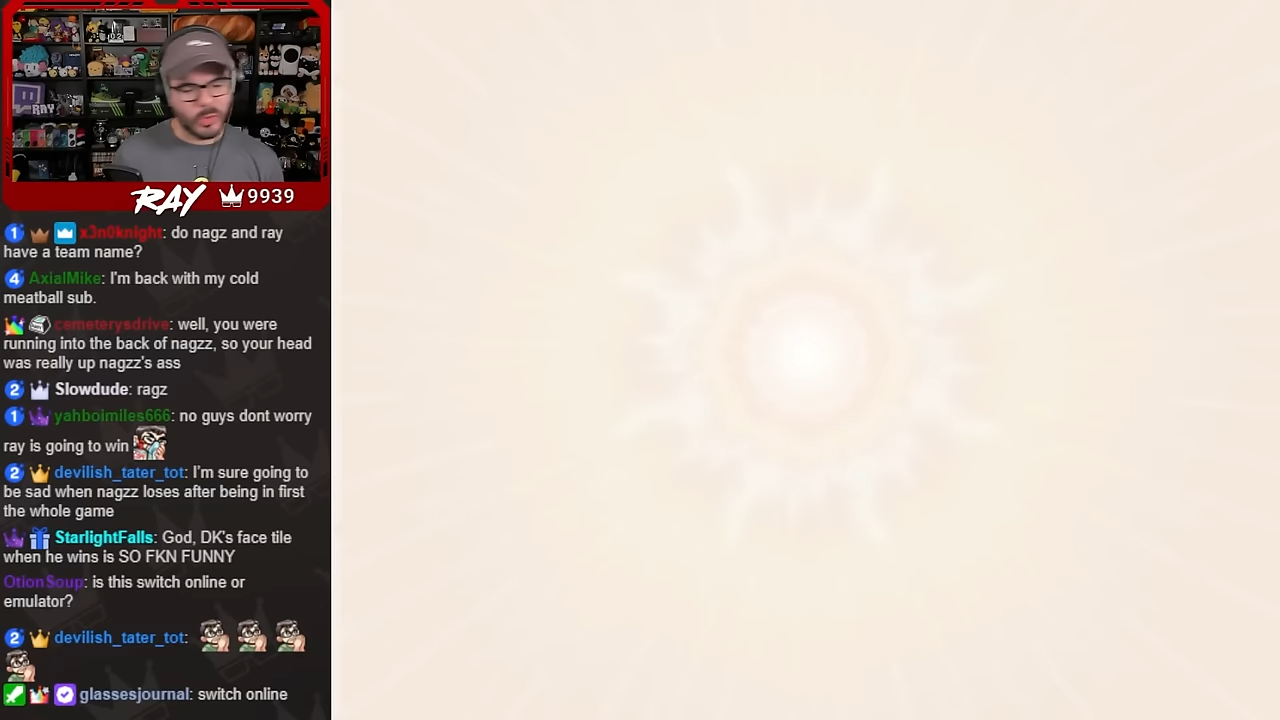 RAY
RAY 9939
x3n0knight: do nagz and ray
have a team name?
AxialMike: I'm back with my cold
meatball sub.
cemeterysdrive: well, you were
running into the back of nagzz, so your head
was really up nagzz's ass
Slowdude: ragz
yahboimiles666: no guys dont worry
ray is going to win
devilish_tater_tot: I'm sure going to
be sad when nagzz loses after being in first
the whole game
StarlightFalls: God, DK's face tile
when he wins is SO FKN FUNNY
OtionSoup: is this switch online or
emulator?
devilish_tater_tot:
glassesjournal: switch online